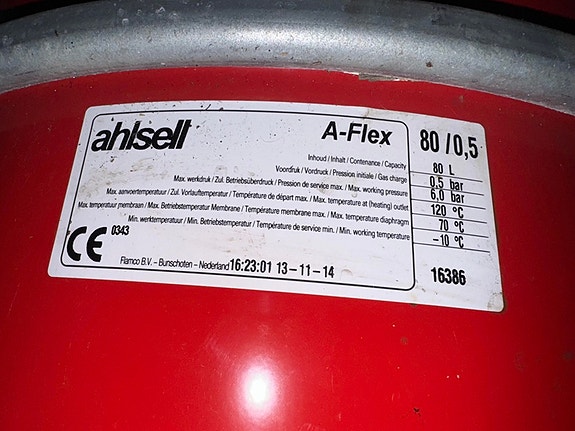 ahlsell
A-Flex 80 / 0,5
Inhoud / Inhalt / Contenance / Capacity 80 L
Voordruk / Vordruck / Pression initiale / Gas charge 0,5 bar
Max. werkdruk / Zul. Betriebsüberdruck / Pression de service max. / Max. working pressure 6,0 bar
Max. aanvoertemperatuur / Zul. Vorlauftemperatur / Température de départ max. / Max. temperature at (heating) outlet 120 °C
Max. temperatuur membraan / Max. Betriebstemperatur Membrane / Température membrane max. / Max. temperature diaphragm 70 °C
Min. werktemperatuur / Min. Betriebstemperatur / Température de service min. / Min. working temperature -10 °C
CE 0343
Flamco B.V. – Bunschoten – Nederland 16:23:01 13-11-14
16386